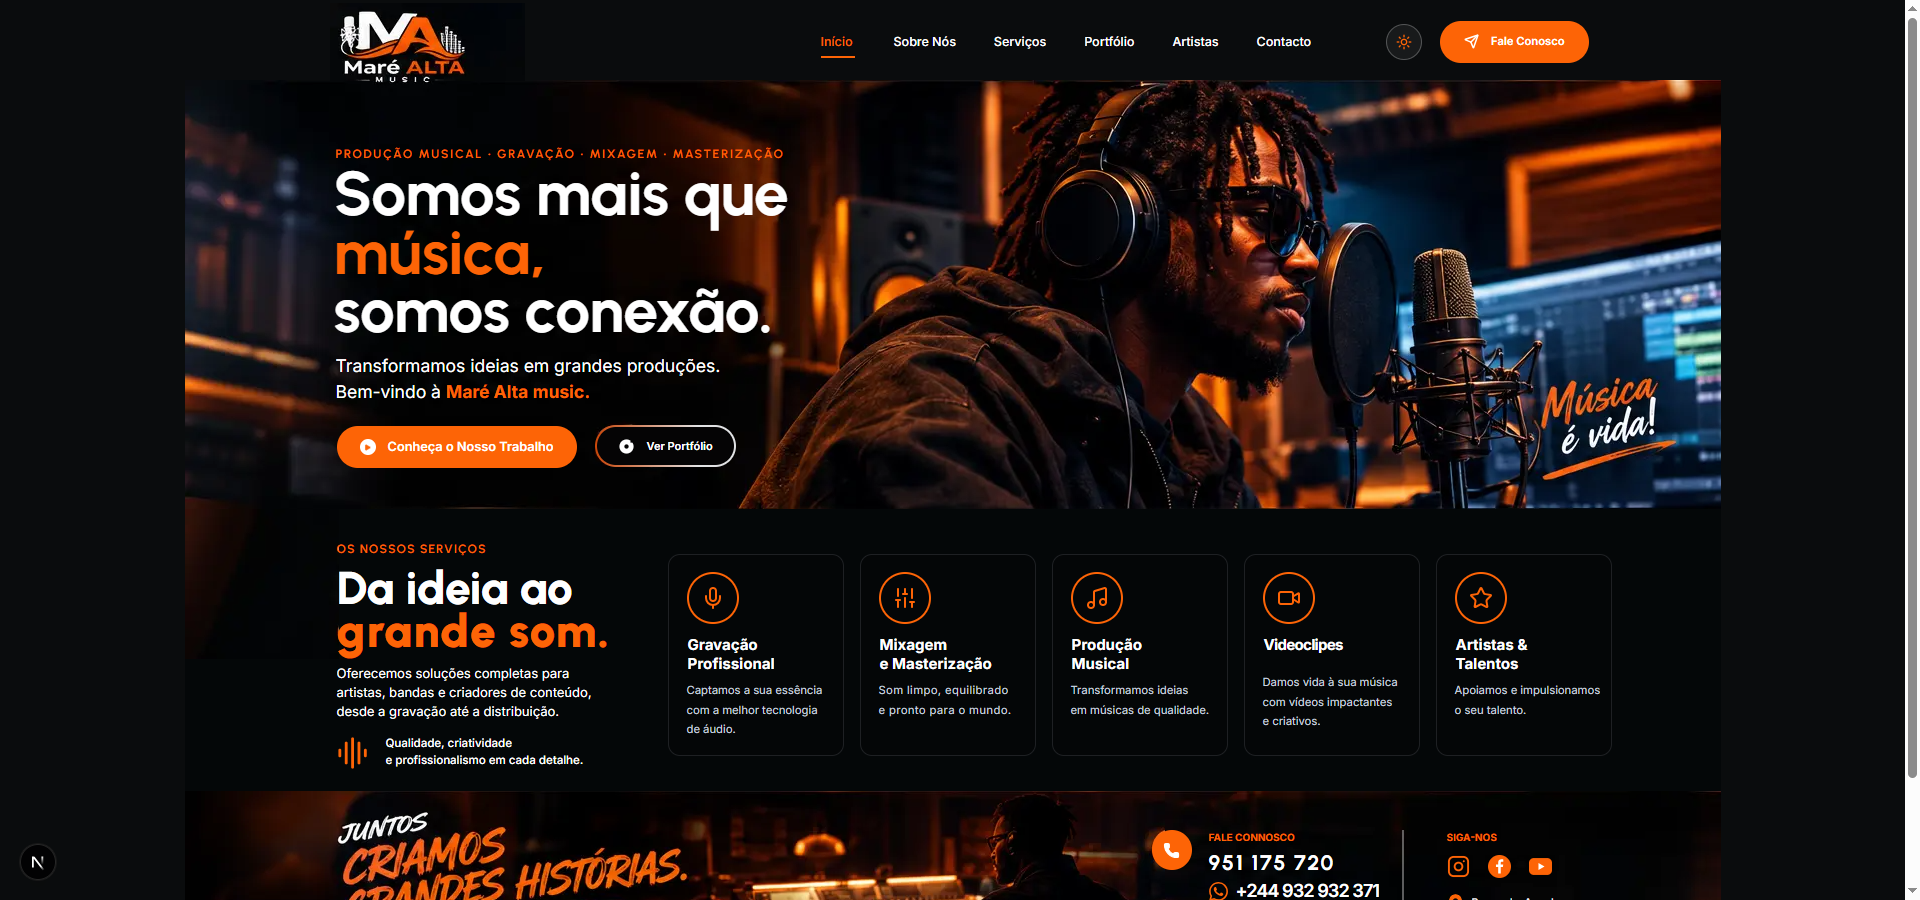 MA
Maré ALTA
MUSIC
Início
Sobre Nós
Serviços
Portfólio
Artistas
Contacto
Fale Conosco
PRODUÇÃO MUSICAL · GRAVAÇÃO · MIXAGEM · MASTERIZAÇÃO
Somos mais que
música,
somos conexão.
Transformamos ideias em grandes produções.
Bem-vindo à Maré Alta music.
Conheça o Nosso Trabalho
Ver Portfólio
Música
é vida!
OS NOSSOS SERVIÇOS
Da ideia ao
grande som.
Oferecemos soluções completas para
artistas, bandas e criadores de conteúdo,
desde a gravação até a distribuição.
Qualidade, criatividade
e profissionalismo em cada detalhe.
Gravação
Profissional
Captamos a sua essência
com a melhor tecnologia
de áudio.
Mixagem
e Masterização
Som limpo, equilibrado
e pronto para o mundo.
Produção
Musical
Transformamos ideias
em músicas de qualidade.
Videoclipes
Damos vida à sua música
com vídeos impactantes
e criativos.
Artistas &
Talentos
Apoiamos e impulsionamos
o seu talento.
JUNTOS
CRIAMOS
GRANDES HISTÓRIAS.
FALE CONNOSCO
951 175 720
+244 932 932 371
SIGA-NOS
N